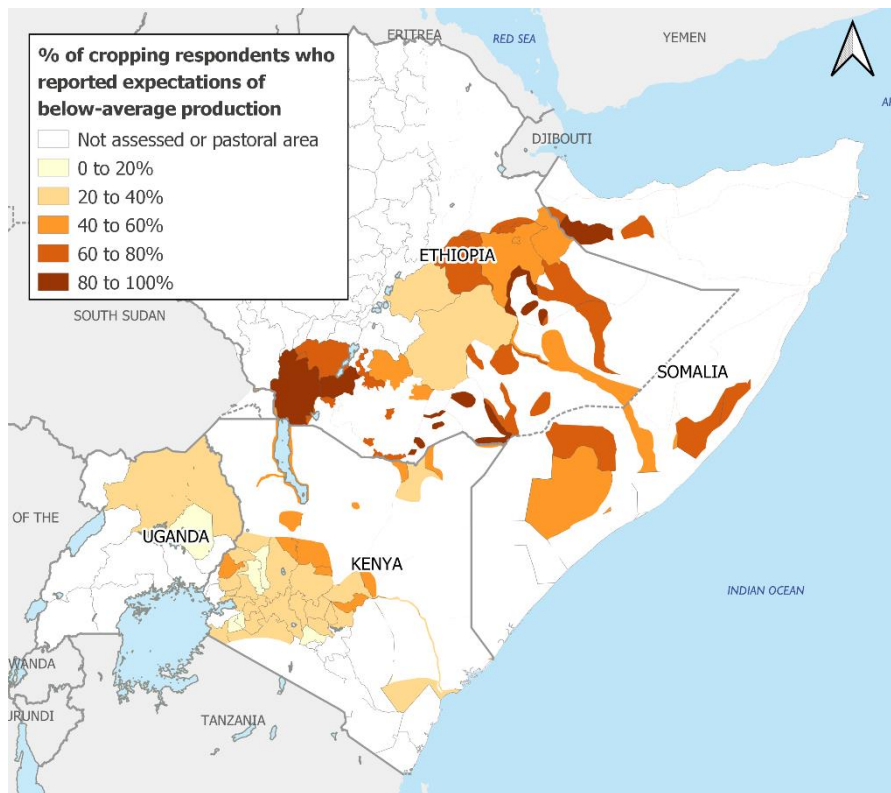 ERITREA
RED SEA
YEMEN
% of cropping respondents who
reported expectations of
below-average production
Not assessed or pastoral area
0 to 20%
20 to 40%
40 to 60%
60 to 80%
80 to 100%
DJIBOUTI
A
ETHIOPIA
SOUTH SUDAN
SOMALIA
OF THE
UGANDA
KENYA
INDIAN OCEAN
WANDA
URUNDI
TANZANIA